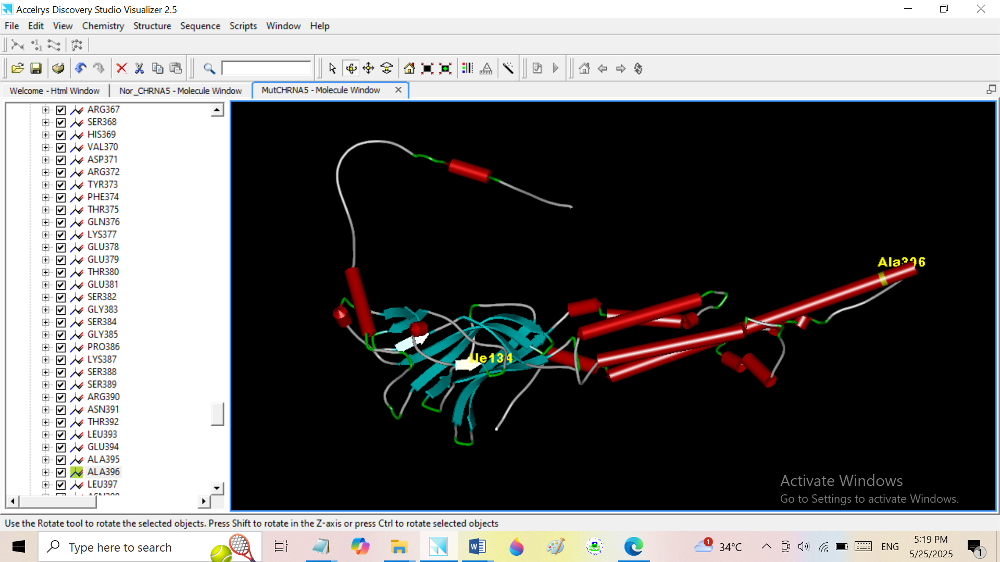 Accelrys Discovery Studio Visualizer 2.5
File Edit View Chemistry Structure Sequence Scripts Window Help
Welcome - Html Window
Nor_CHRNA5 - Molecule Window
MutCHRNA5 - Molecule Window
ARG367
SER368
HIS369
VAL370
ASP371
ARG372
TYR373
PHE374
THR375
GLN376
LYS377
GLU378
GLU379
THR380
GLU381
SER382
GLY383
SER384
GLY385
PRO386
LYS387
SER388
SER389
ARG390
ASN391
THR392
LEU393
GLU394
ALA395
ALA396
LEU397
Ala396
Ile134
Activate Windows
Go to Settings to activate Windows.
Use the Rotate tool to rotate the selected objects. Press Shift to rotate in the Z-axis or press Ctrl to rotate selected objects
Type here to search
1
34°C
ENG
5:19 PM
5/25/2025
1